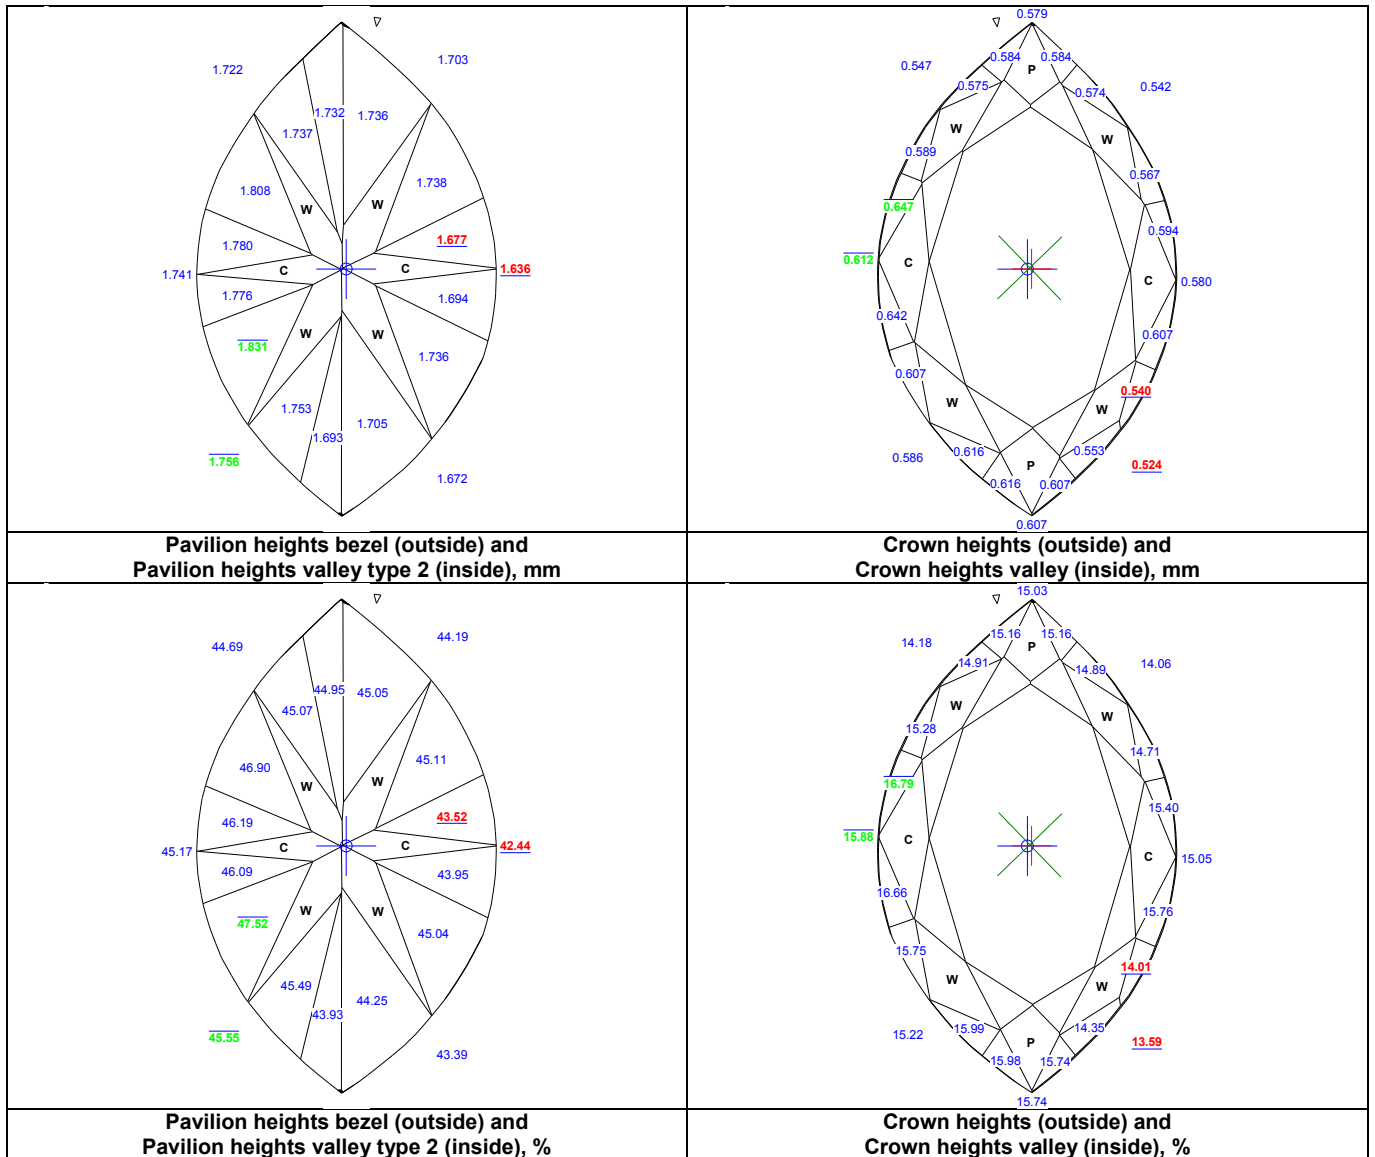 1.722
1.703
1.732 1.736
1.737
1.808
1.738
W
W
1.780
1.677
1.741
C
C
1.636
1.776
1.694
W
W
1.831
1.736
1.753
1.705
1.693
1.756
1.672
Pavilion heights bezel (outside) and
Pavilion heights valley type 2 (inside), mm
0.579
0.547
0.584
0.584
P
0.575
0.574
0.542
W
W
0.589
0.567
0.647
0.594
0.612
C
C
0.580
0.642
0.607
0.607
0.540
W
W
0.586
0.616
0.553
0.524
P
0.616
0.607
0.607
Crown heights (outside) and
Crown heights valley (inside), mm
44.69
44.19
44.95 45.05
45.07
46.90
45.11
W
W
46.19
43.52
45.17
C
C
42.44
46.09
43.95
W
W
47.52
45.04
45.49
44.25
43.93
45.55
43.39
Pavilion heights bezel (outside) and
Pavilion heights valley type 2 (inside), %
15.03
14.18
15.16
15.16
P
14.91
14.89
14.06
W
W
15.28
14.71
16.79
15.40
15.88
C
C
15.05
16.66
15.76
15.75
14.01
W
W
15.22
15.99
14.35
13.59
P
15.98
15.74
15.74
Crown heights (outside) and
Crown heights valley (inside), %